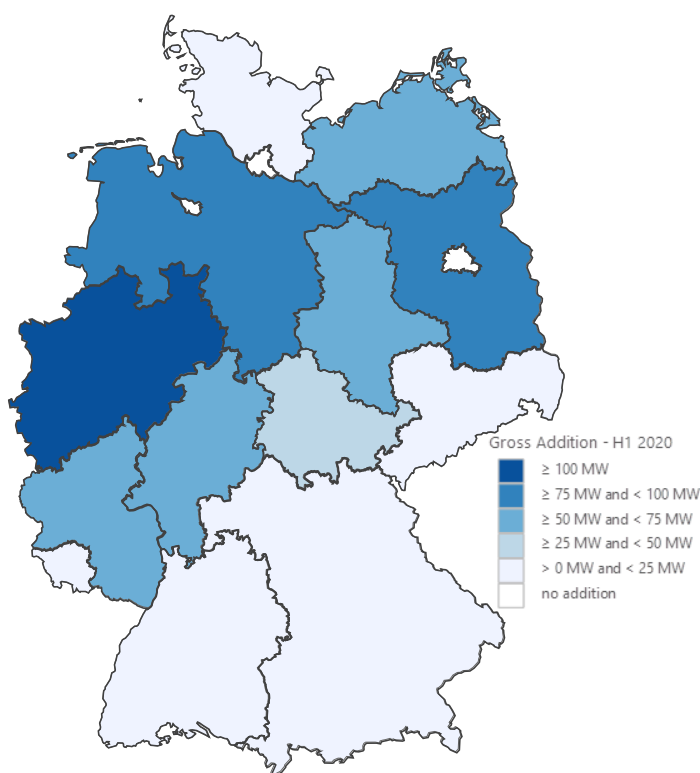 Gross Addition - H1 2020
≥ 100 MW
≥ 75 MW and < 100 MW
≥ 50 MW and < 75 MW
≥ 25 MW and < 50 MW
> 0 MW and < 25 MW
no addition